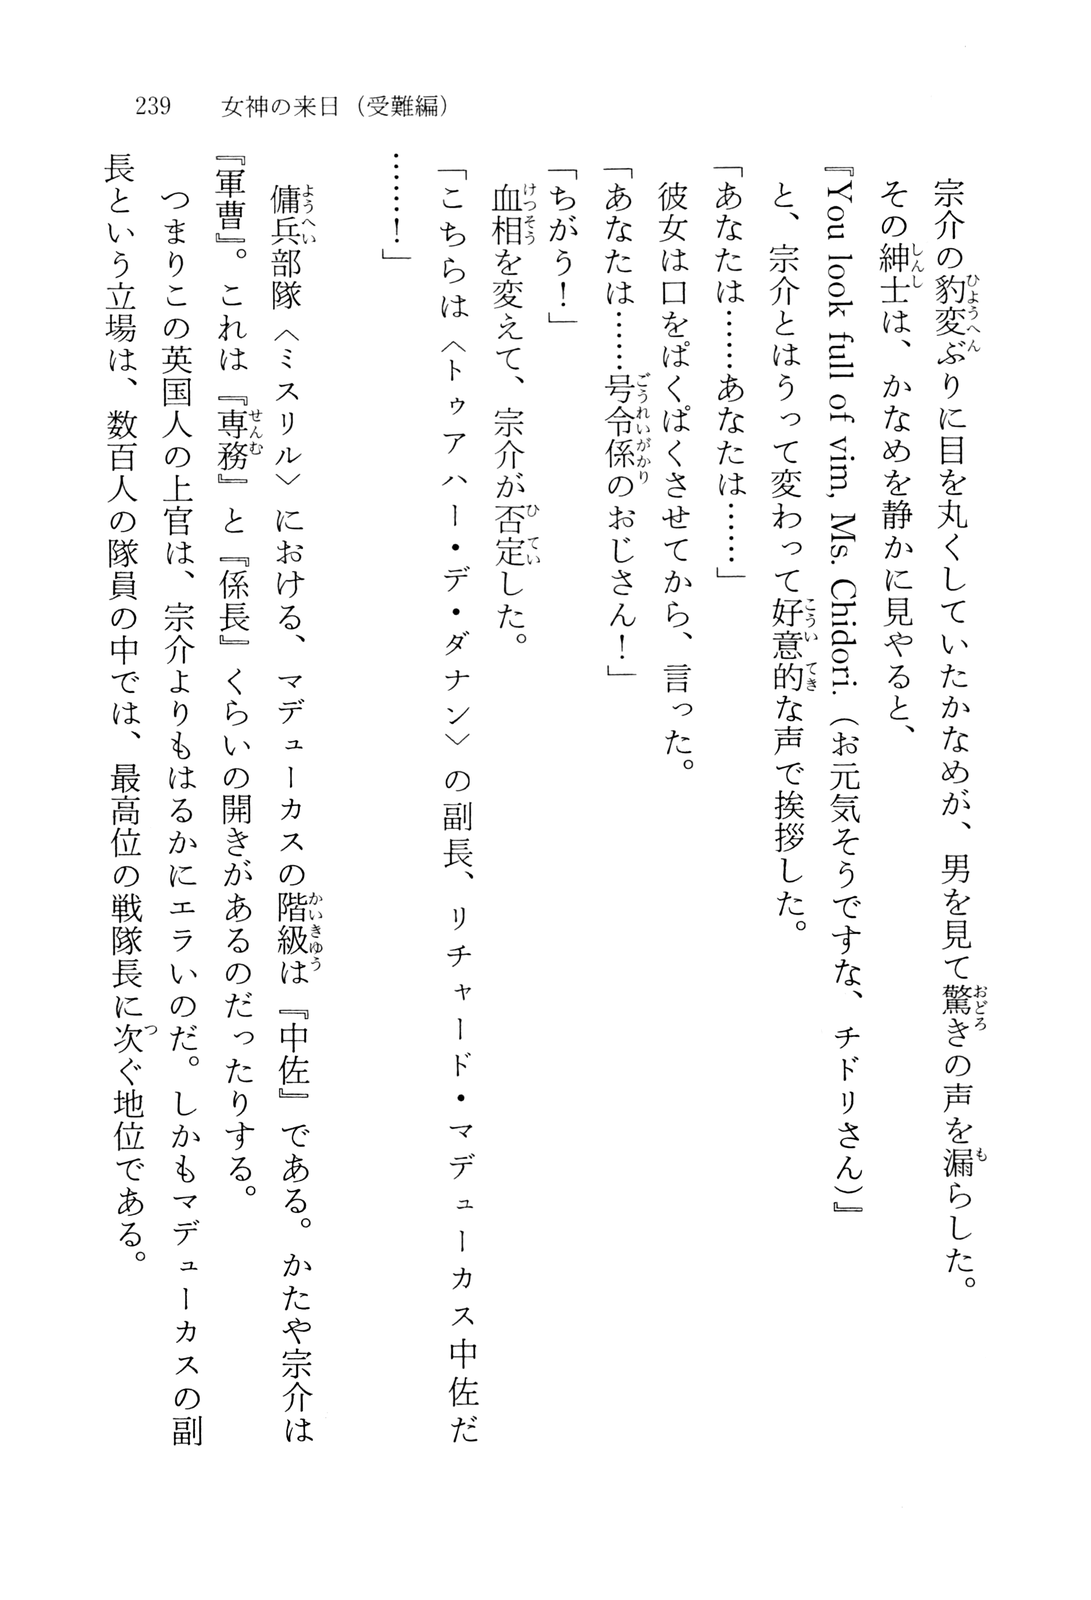 239　女神の来日（受難編）
宗介の豹変ぶりに目を丸くしていたかなめが、男を見て驚きの声を漏らした。
その紳士は、かなめを静かに見やると、
『You look full of vim, Ms. Chidori.（お元気そうですな、チドリさん）』
と、宗介とはうって変わって好意的な声で挨拶した。
「あなたは……あなたは……」
彼女は口をぱくぱくさせてから、言った。
「あなたは……号令係のおじさん！」
「ちがう！」
血相を変えて、宗介が否定した。
「こちらは〈トゥアハー・デ・ダナン〉の副長、リチャード・マデューカス中佐だ
……！」
傭兵部隊〈ミスリル〉における、マデューカスの階級は『中佐』である。かたや宗介は
『軍曹』。これは『専務』と『係長』くらいの開きがあるのだったりする。
つまりこの英国人の上官は、宗介よりもはるかにエラいのだ。しかもマデューカスの副
長という立場は、数百人の隊員の中では、最高位の戦隊長に次ぐ地位である。